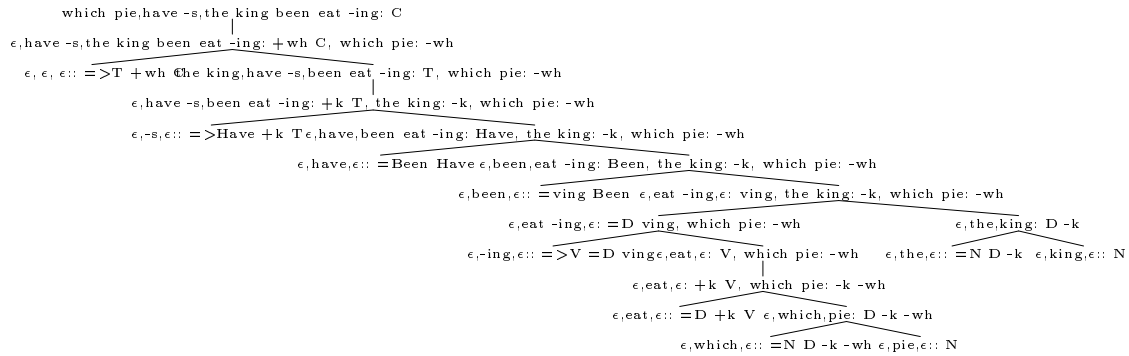 which pie,have -s,the king been eat -ing: C
ϵ,have -s,the king been eat -ing: +wh C, which pie: -wh
ϵ, ϵ, ϵ:: =>T +wh C the king,have -s,been eat -ing: T, which pie: -wh
ϵ,have -s,been eat -ing: +k T, the king: -k, which pie: -wh
ϵ,-s,ϵ:: =>Have +k T ϵ,have,been eat -ing: Have, the king: -k, which pie: -wh
ϵ,have,ϵ:: =Been Have ϵ,been,eat -ing: Been, the king: -k, which pie: -wh
ϵ,been,ϵ:: =ving Been ϵ,eat -ing,ϵ: ving, the king: -k, which pie: -wh
ϵ,eat -ing,ϵ: =D ving, which pie: -wh ϵ,the,king: D -k
ϵ,-ing,ϵ:: =>V =D ving ϵ,eat,ϵ: V, which pie: -wh ϵ,the,ϵ:: =N D -k ϵ,king,ϵ:: N
ϵ,eat,ϵ: +k V, which pie: -k -wh
ϵ,eat,ϵ:: =D +k V ϵ,which,pie: D -k -wh
ϵ,which,ϵ:: =N D -k -wh ϵ,pie,ϵ:: N